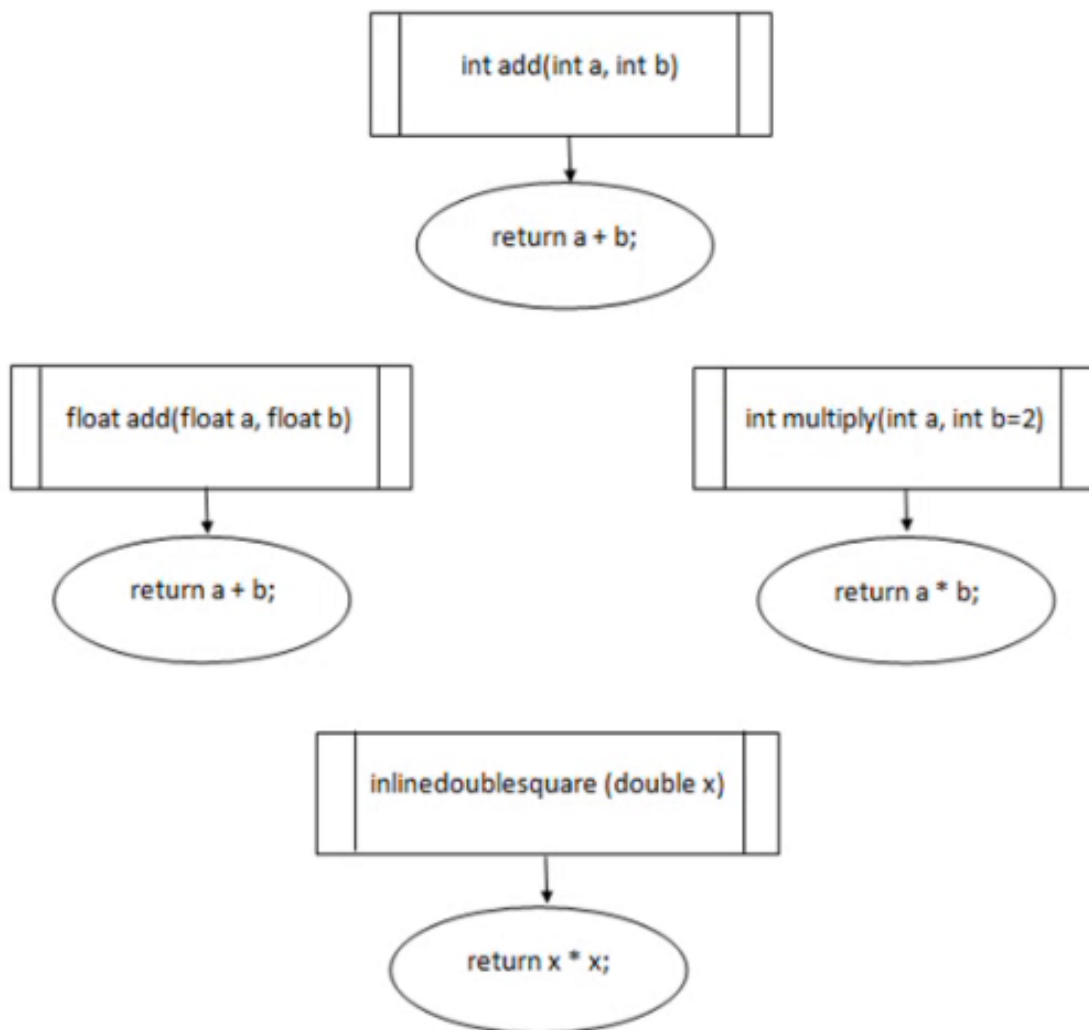 int add(int a, int b)
return a + b;
float add(float a, float b)
int multiply(int a, int b=2)
return a + b;
return a * b;
inlinedoublesquare (double x)
return x * x;